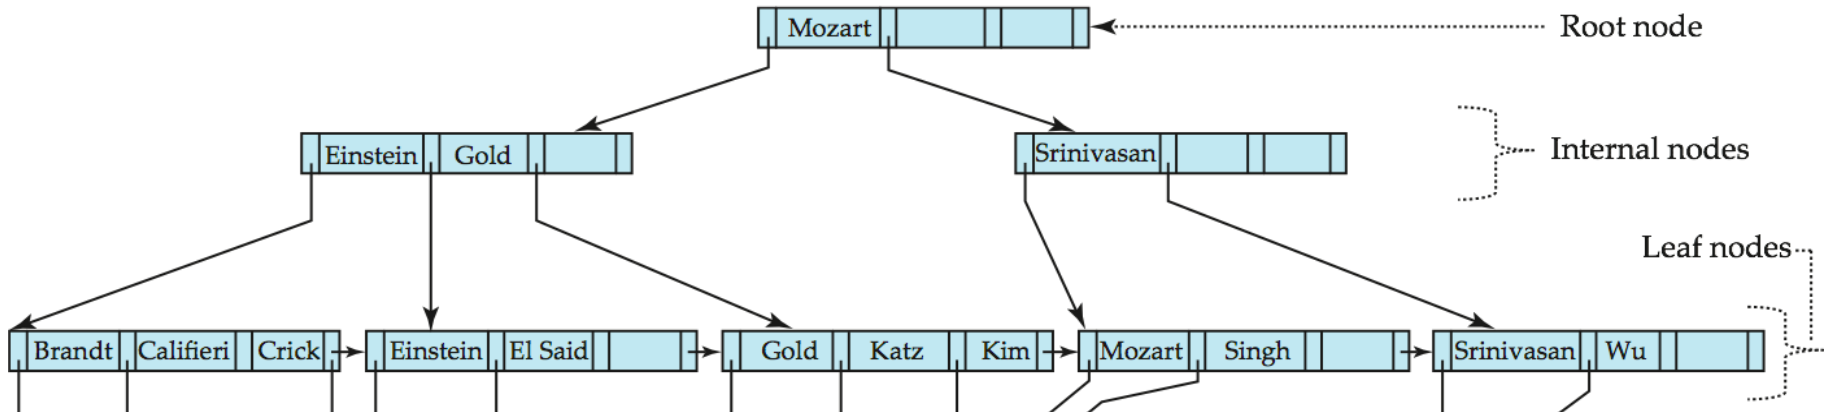 Mozart
Root node
Einstein Gold
Srinivasan
Internal nodes
Leaf nodes
Brandt Califieri Crick Einstein El Said Gold Katz Kim Mozart Singh Srinivasan Wu